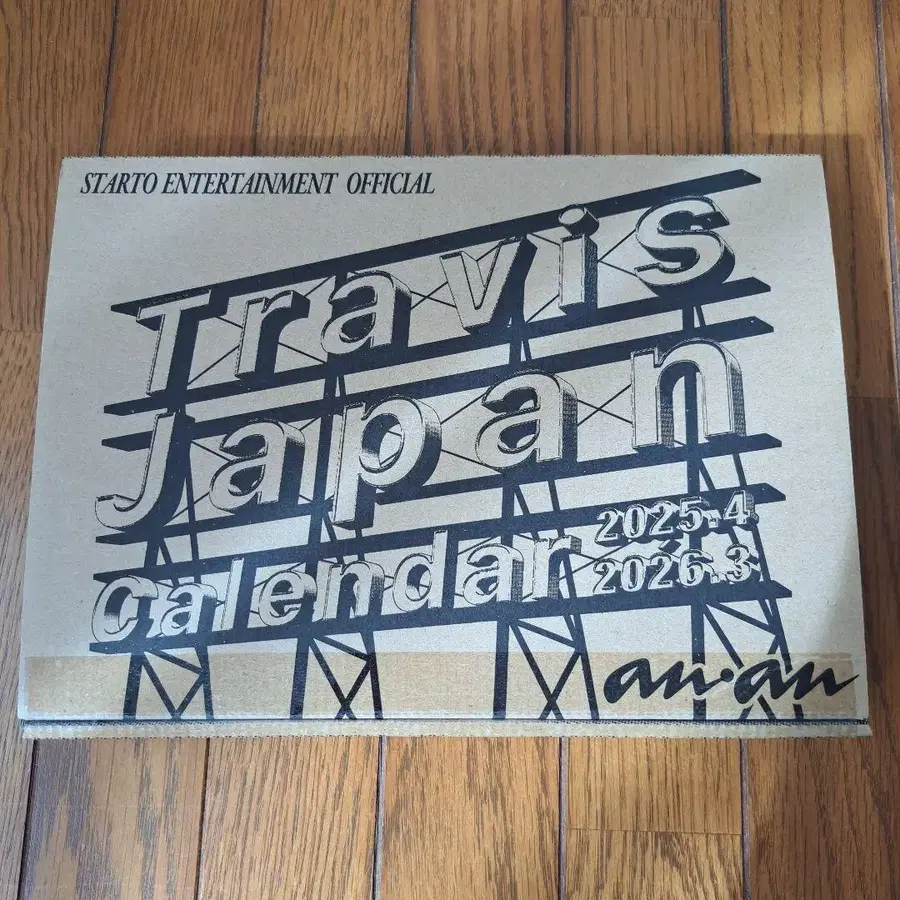 STARTO ENTERTAINMENT OFFICIAL
Travis
Japan
Calendar
2025.4
2026.3
an·an